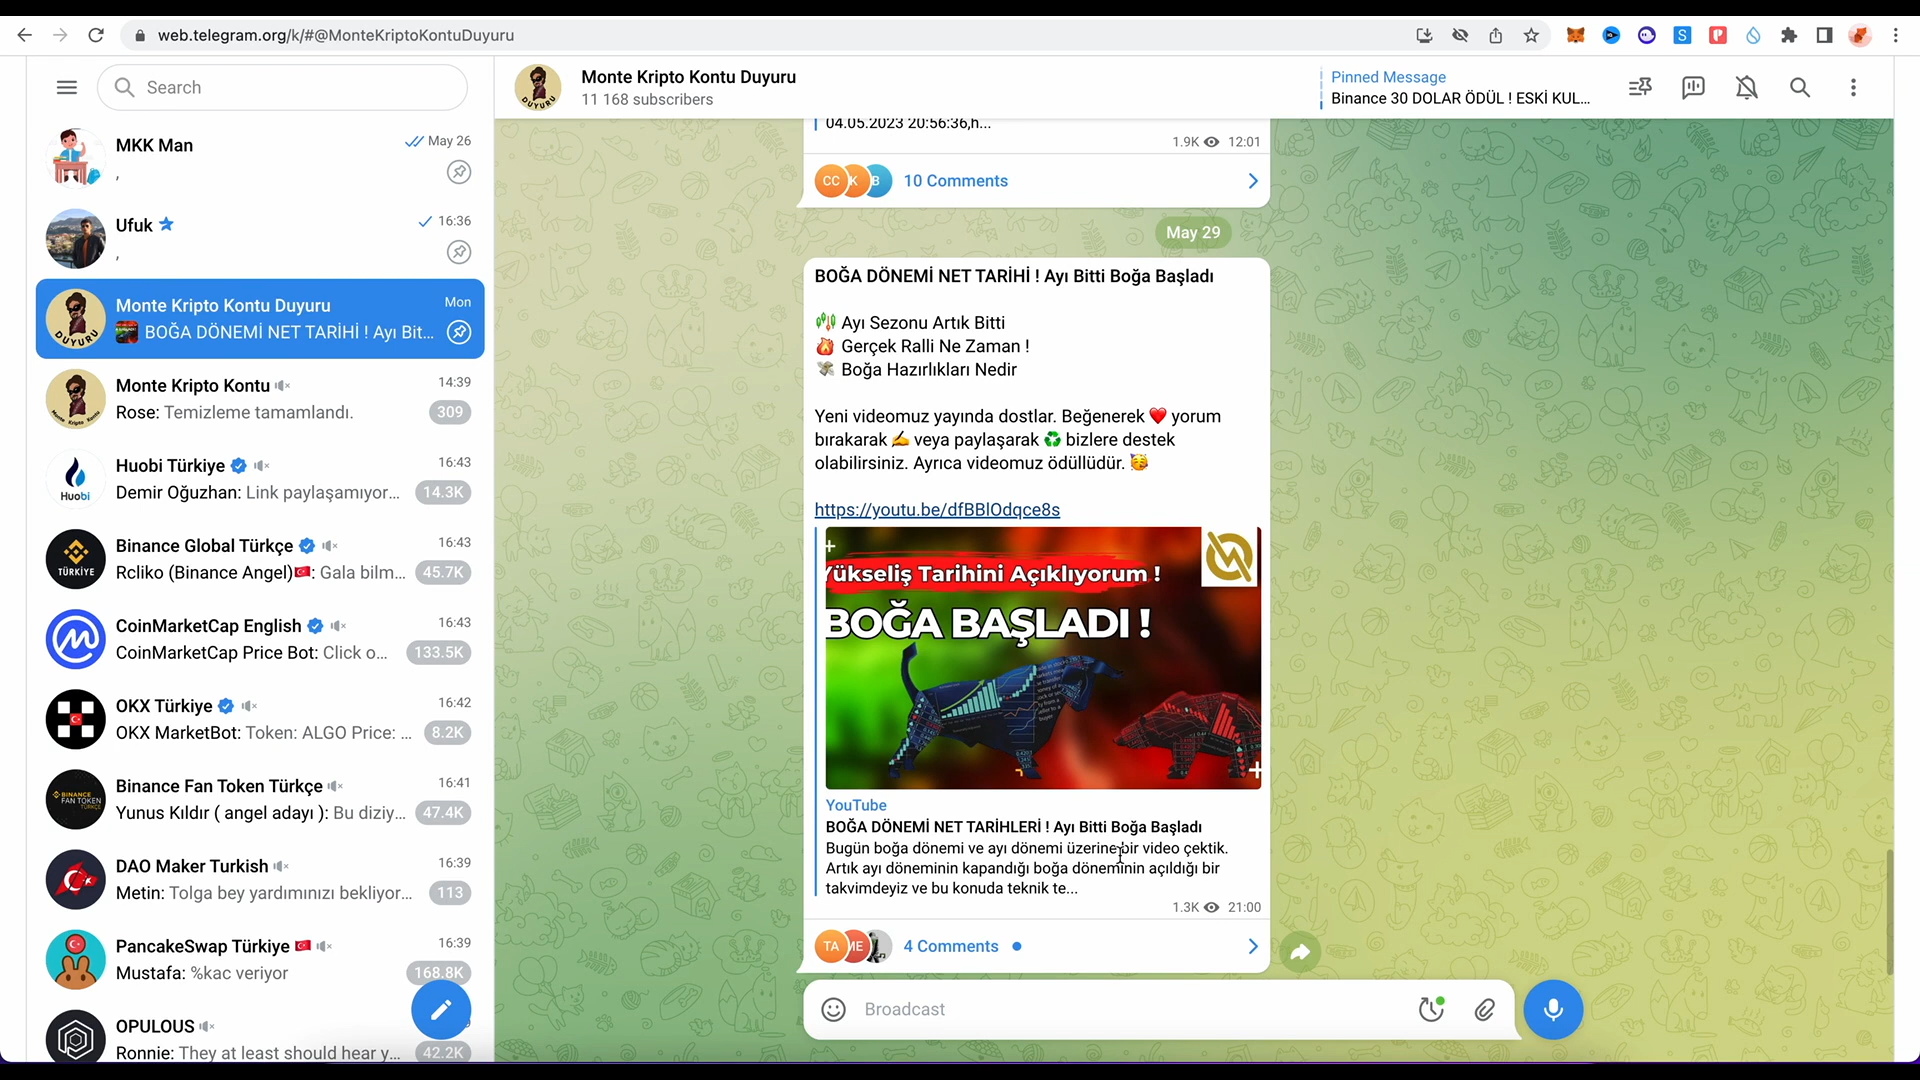 web.telegram.org/k/#@MonteKriptoKontuDuyuru
Search
MKK Man
May 26
,
Ufuk
16:36
,
Monte Kripto Kontu Duyuru
Mon
BOĞA DÖNEMİ NET TARİHİ ! Ayı Bit...
Monte Kripto Kontu
14:39
Rose: Temizleme tamamlandı.
309
Huobi Türkiye
16:43
Demir Oğuzhan: Link paylaşamıyor...
14.3K
Huobi
Binance Global Türkçe
16:43
Rcliko (Binance Angel)🇹🇷: Gala bilm...
45.7K
TÜRKİYE
CoinMarketCap English
16:43
CoinMarketCap Price Bot: Click o...
133.5K
OKX Türkiye
16:42
OKX MarketBot: Token: ALGO Price: ...
8.2K
Binance Fan Token Türkçe
16:41
Yunus Kıldır ( angel adayı ): Bu diziy...
47.4K
BINANCE
FAN TOKEN
DAO Maker Turkish
16:39
Metin: Tolga bey yardımınızı bekliyor...
113
PancakeSwap Türkiye 🇹🇷
16:39
Mustafa: %kac veriyor
168.8K
OPULOUS
Ronnie: They at least should hear y...
42.2K
DUYURU
Monte Kripto Kontu Duyuru
11 168 subscribers
Pinned Message
Binance 30 DOLAR ÖDÜL ! ESKİ KUL...
04.05.2023 20:56:36,h...
1.9K 12:01
CC K B
10 Comments
May 29
BOĞA DÖNEMİ NET TARİHİ ! Ayı Bitti Boğa Başladı
Ayı Sezonu Artık Bitti
🔥 Gerçek Ralli Ne Zaman !
💸 Boğa Hazırlıkları Nedir
Yeni videomuz yayında dostlar. Beğenerek ❤️ yorum
bırakarak ✍️ veya paylaşarak ♻️ bizlere destek
olabilirsiniz. Ayrıca videomuz ödüllüdür. 🥳
https://youtu.be/dfBBlOdqce8s
Yükseliş Tarihini Açıklıyorum !
BOĞA BAŞLADI !
YouTube
BOĞA DÖNEMİ NET TARİHLERİ ! Ayı Bitti Boğa Başladı
Bugün boğa dönemi ve ayı dönemi üzerine bir video çektik.
Artık ayı döneminin kapandığı boğa döneminin açıldığı bir
takvimdeyiz ve bu konuda teknik te...
1.3K 21:00
TA ME
4 Comments
Broadcast